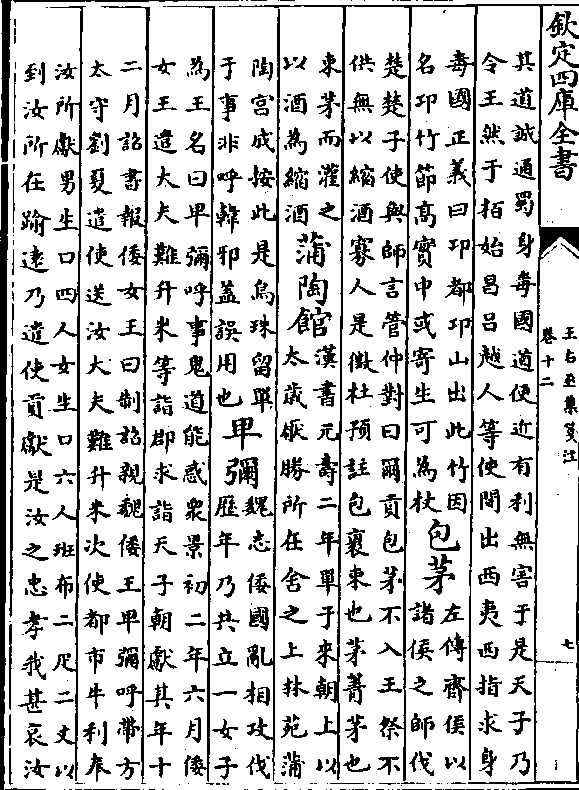 欽定四庫全書
王右丞集箋注
卷十二
七
其道誠通蜀身毒國道便近有利無害于是天子乃
令王然于栢始昌呂越人等使間出西夷西指求身
毒國正義曰邛都邛山出此竹因
名邛竹節高實中或寄生可為杖
包茅
左傳齊侯以
諸侯之師伐
楚楚子使與師言管仲對曰爾貢包茅不入王祭不
供無以縮酒寡人是徵杜預註包裹束也茅菁茅也
束茅而灌之
以酒為縮酒
蒲陶館
漢書元壽二年單于來朝上以
太歲厭勝所在舍之上林苑蒲
陶宫成按此是烏珠留單
于事非呼韓邪盖誤用也
卑彌
魏志倭國亂相攻伐
歴年乃共立一女子
為王名曰卑彌呼事鬼道能惑衆景初二年六月倭
女王遣大夫難升米等詣郡求詣天子朝獻其年十
二月詔書報倭女王曰制詔親魏倭王卑彌呼帶方
太守劉夏遣使送汝大夫難升米次使都市牛利奉
汝所獻男生口四人女生口六人班布二疋二丈以
到汝所在踰逺乃遣使貢獻是汝之忠孝我甚哀汝